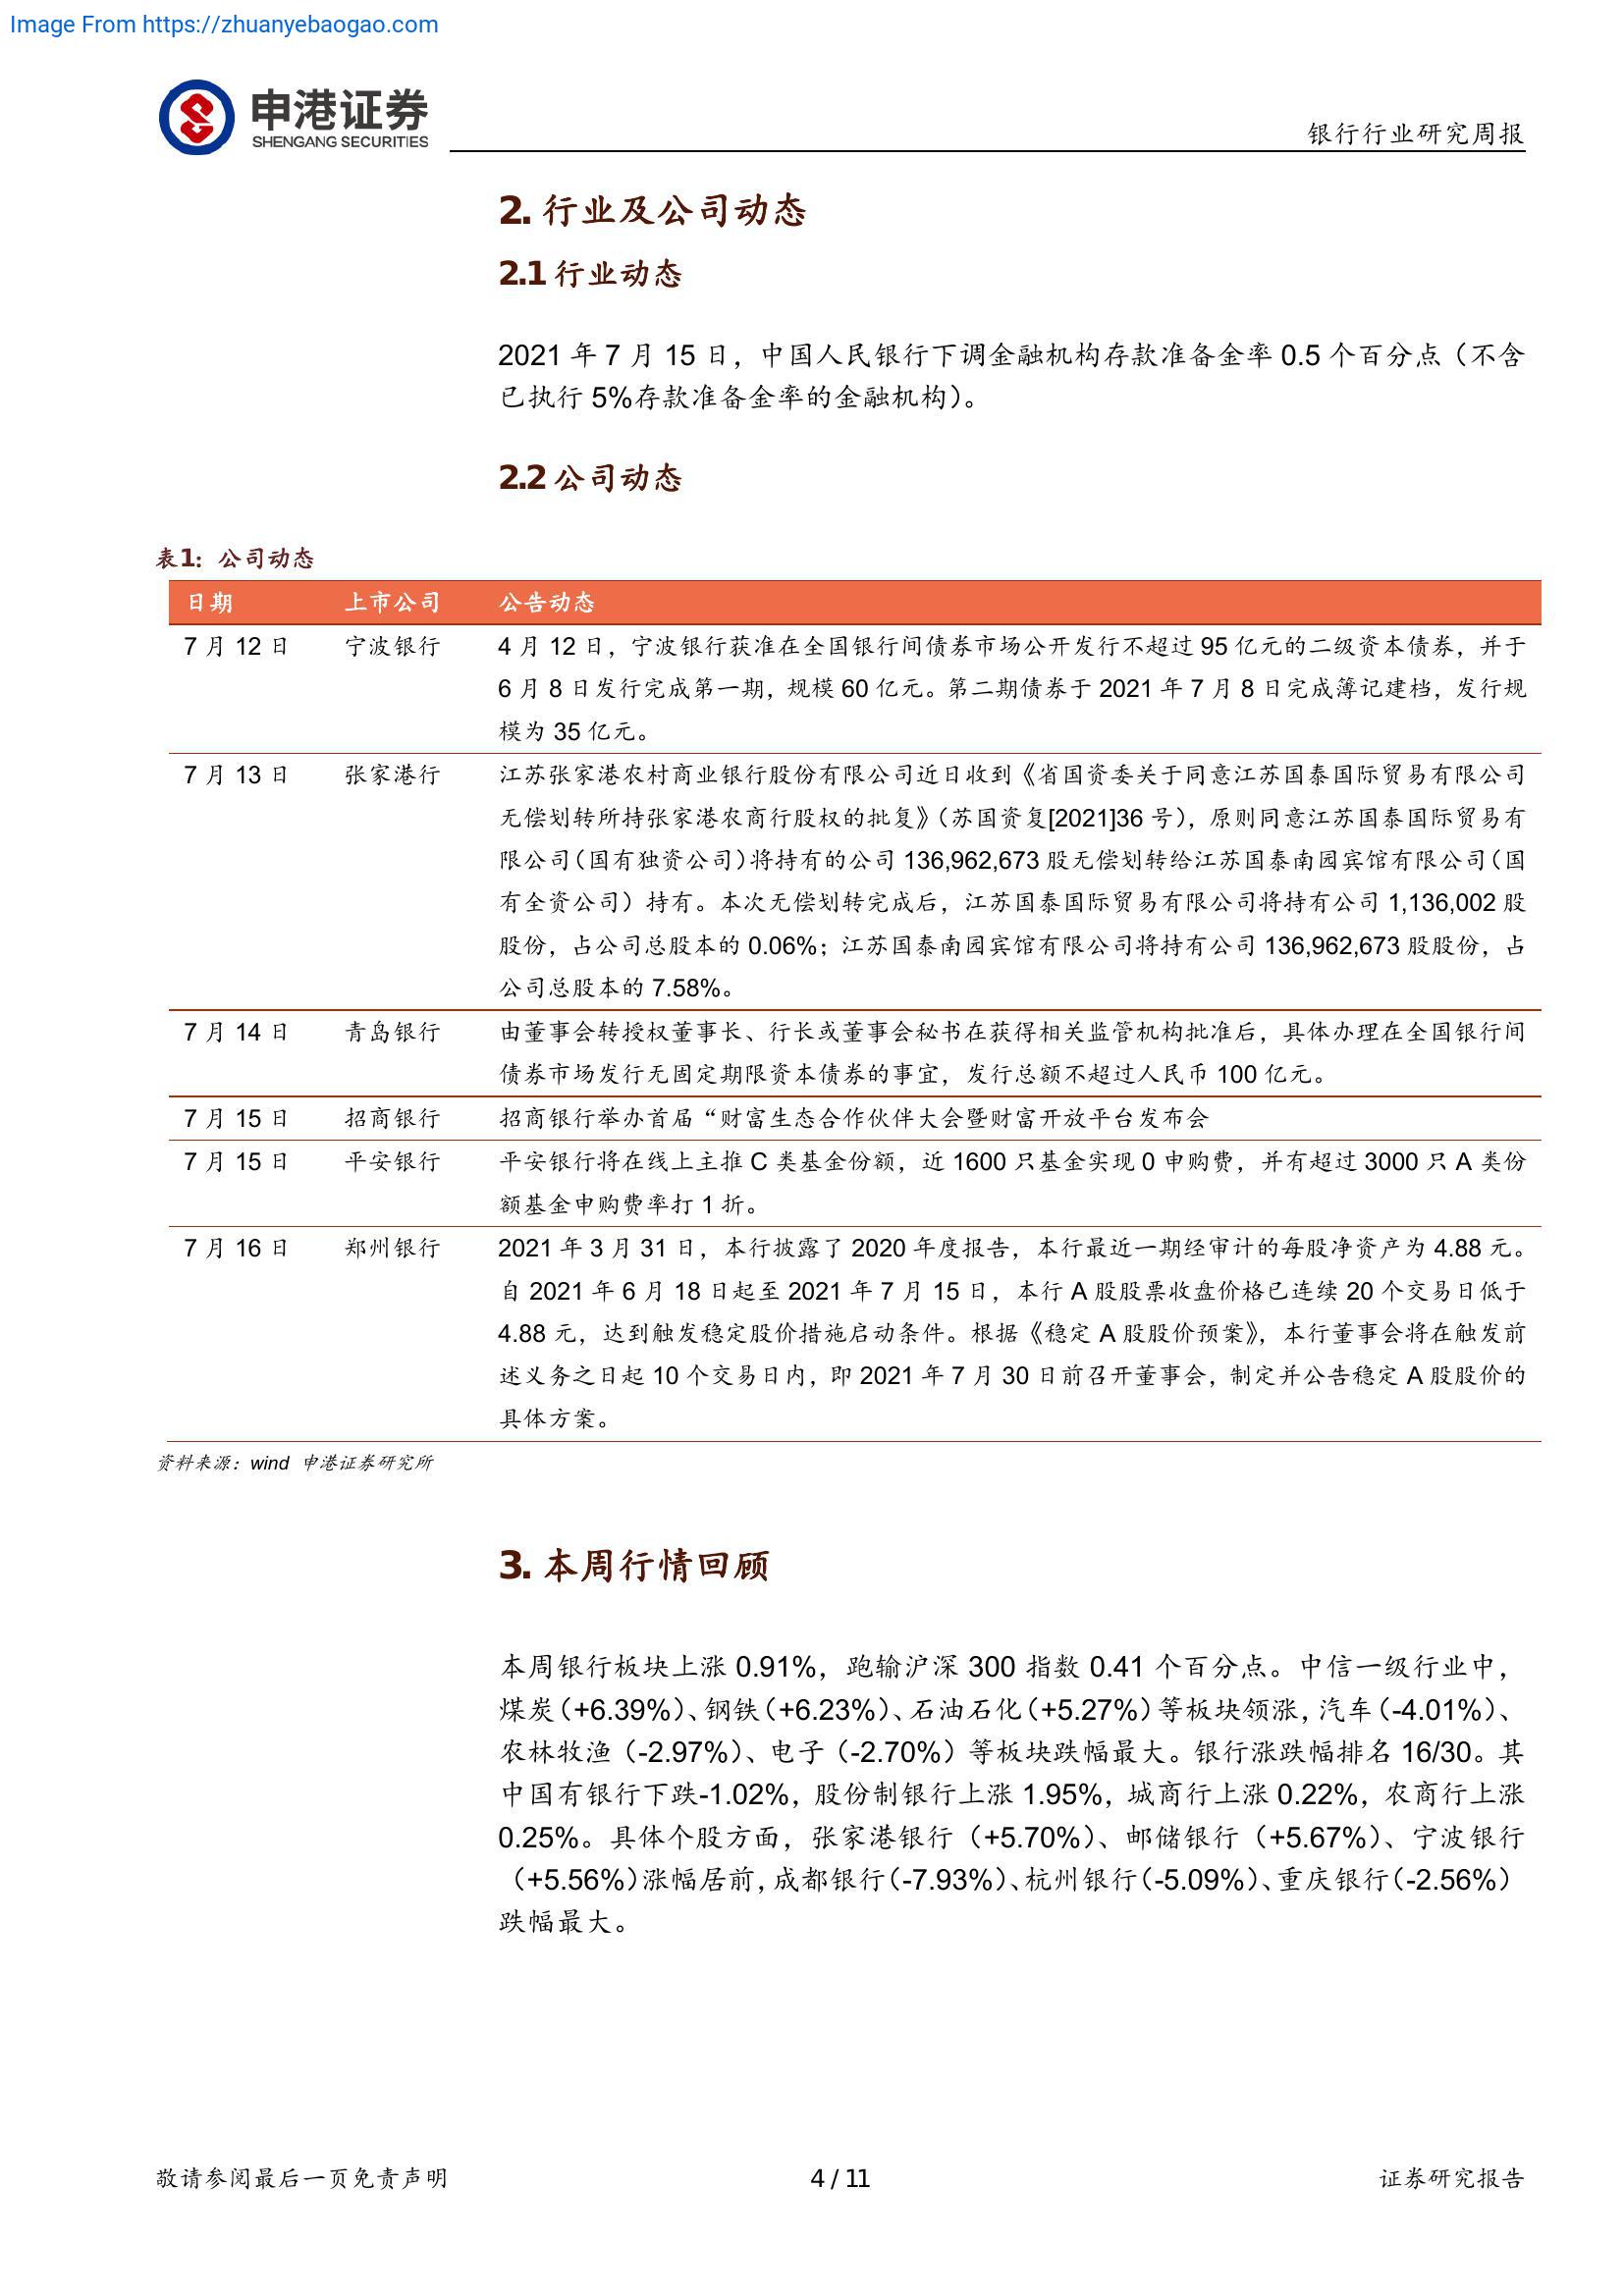 Image From https://zhuanyebaogao.com
申港证券
SHENGANG SECURITIES
银行行业研究周报
2. 行业及公司动态
2.1 行业动态
2021 年 7 月 15 日，中国人民银行下调金融机构存款准备金率 0.5 个百分点（不含
已执行 5%存款准备金率的金融机构）。
2.2 公司动态
表1：公司动态
日期 上市公司 公告动态
7 月 12 日 宁波银行 4 月 12 日，宁波银行获准在全国银行间债券市场公开发行不超过 95 亿元的二级资本债券，并于
6 月 8 日发行完成第一期，规模 60 亿元。第二期债券于 2021 年 7 月 8 日完成簿记建档，发行规
模为 35 亿元。
7 月 13 日 张家港行 江苏张家港农村商业银行股份有限公司近日收到《省国资委关于同意江苏国泰国际贸易有限公司
无偿划转所持张家港农商行股权的批复》（苏国资复[2021]36 号），原则同意江苏国泰国际贸易有
限公司（国有独资公司）将持有的公司 136,962,673 股无偿划转给江苏国泰南园宾馆有限公司（国
有全资公司）持有。本次无偿划转完成后，江苏国泰国际贸易有限公司将持有公司 1,136,002 股
股份，占公司总股本的 0.06%；江苏国泰南园宾馆有限公司将持有公司 136,962,673 股股份，占
公司总股本的 7.58%。
7 月 14 日 青岛银行 由董事会转授权董事长、行长或董事会秘书在获得相关监管机构批准后，具体办理在全国银行间
债券市场发行无固定期限资本债券的事宜，发行总额不超过人民币 100 亿元。
7 月 15 日 招商银行 招商银行举办首届“财富生态合作伙伴大会暨财富开放平台发布会
7 月 15 日 平安银行 平安银行将在线上主推 C 类基金份额，近 1600 只基金实现 0 申购费，并有超过 3000 只 A 类份
额基金申购费率打 1 折。
7 月 16 日 郑州银行 2021 年 3 月 31 日，本行披露了 2020 年度报告，本行最近一期经审计的每股净资产为 4.88 元。
自 2021 年 6 月 18 日起至 2021 年 7 月 15 日，本行 A 股股票收盘价格已连续 20 个交易日低于
4.88 元，达到触发稳定股价措施启动条件。根据《稳定 A 股股价预案》，本行董事会将在触发前
述义务之日起 10 个交易日内，即 2021 年 7 月 30 日前召开董事会，制定并公告稳定 A 股股价的
具体方案。
资料来源：wind 申港证券研究所
3. 本周行情回顾
本周银行板块上涨 0.91%，跑输沪深 300 指数 0.41 个百分点。中信一级行业中，
煤炭（+6.39%）、钢铁（+6.23%）、石油石化（+5.27%）等板块领涨，汽车（-4.01%）、
农林牧渔（-2.97%）、电子（-2.70%）等板块跌幅最大。银行涨跌幅排名 16/30。其
中国有银行下跌-1.02%，股份制银行上涨 1.95%，城商行上涨 0.22%，农商行上涨
0.25%。具体个股方面，张家港银行（+5.70%）、邮储银行（+5.67%）、宁波银行
（+5.56%）涨幅居前，成都银行（-7.93%）、杭州银行（-5.09%）、重庆银行（-2.56%）
跌幅最大。
敬请参阅最后一页免责声明 4 / 11 证券研究报告